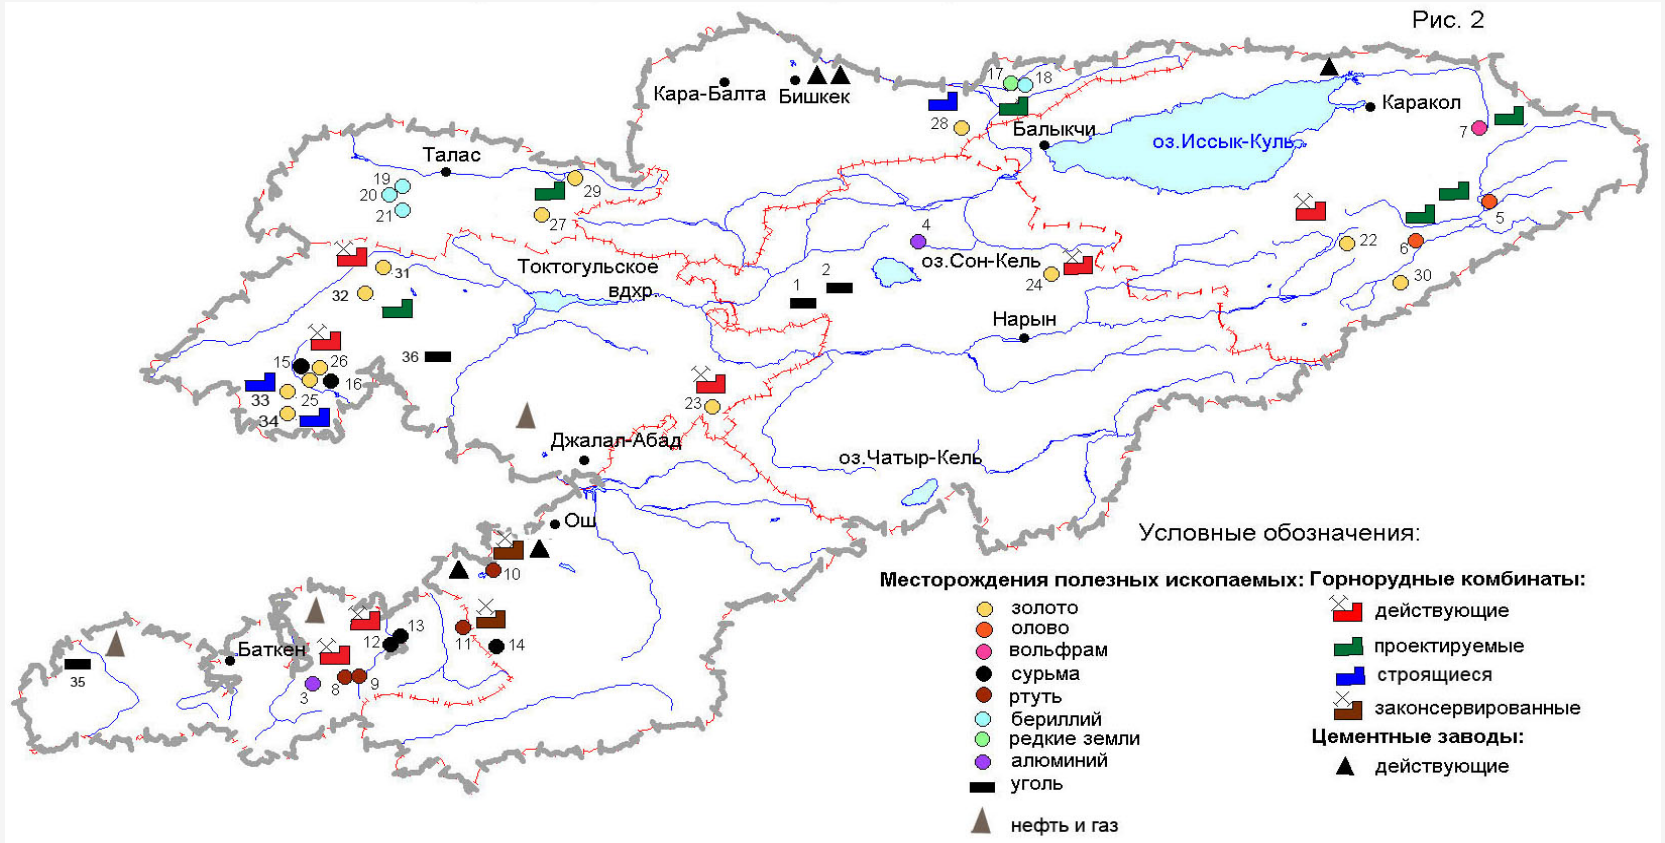 Рис. 2
Кара-Балта
Бишкек
17
18
28
Балыкчи
оз.Иссык-Куль
Каракол
7
Талас
19
20
21
29
27
4
оз.Сон-Кель
24
22
5
6
30
31
32
Токтогульское
вдхр.
1
2
Нарын
15
26
16
25
33
34
36
23
Джалал-Абад
оз.Чатыр-Кель
Ош
10
11
14
12
13
Баткен
35
3
8
9
Условные обозначения:
Месторождения полезных ископаемых:
золото
олово
вольфрам
сурьма
ртуть
бериллий
редкие земли
алюминий
уголь
нефть и газ
Горнорудные комбинаты:
действующие
проектируемые
строящиеся
законсервированные
Цементные заводы:
действующие